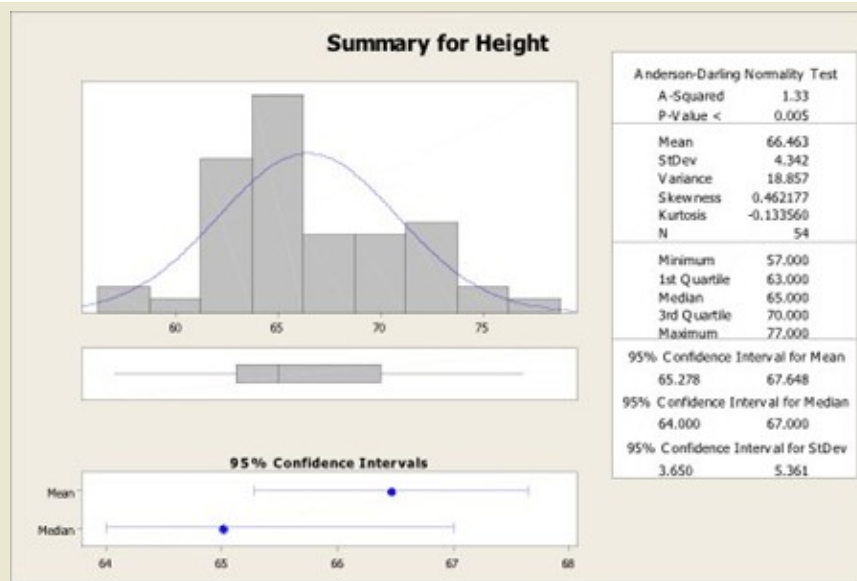 Summary for Height
60 65 70 75
95% Confidence Intervals
Mean
Median
64 65 66 67 68
Anderson-Darling Normality Test
A-Squared 1.33
P-Value < 0.005
Mean 66.463
StDev 4.342
Variance 18.857
Skewness 0.462177
Kurtosis -0.133560
N 54
Minimum 57.000
1st Quartile 63.000
Median 65.000
3rd Quartile 70.000
Maximum 77.000
95% Confidence Interval for Mean
65.278 67.648
95% Confidence Interval for Median
64.000 67.000
95% Confidence Interval for StDev
3.650 5.361